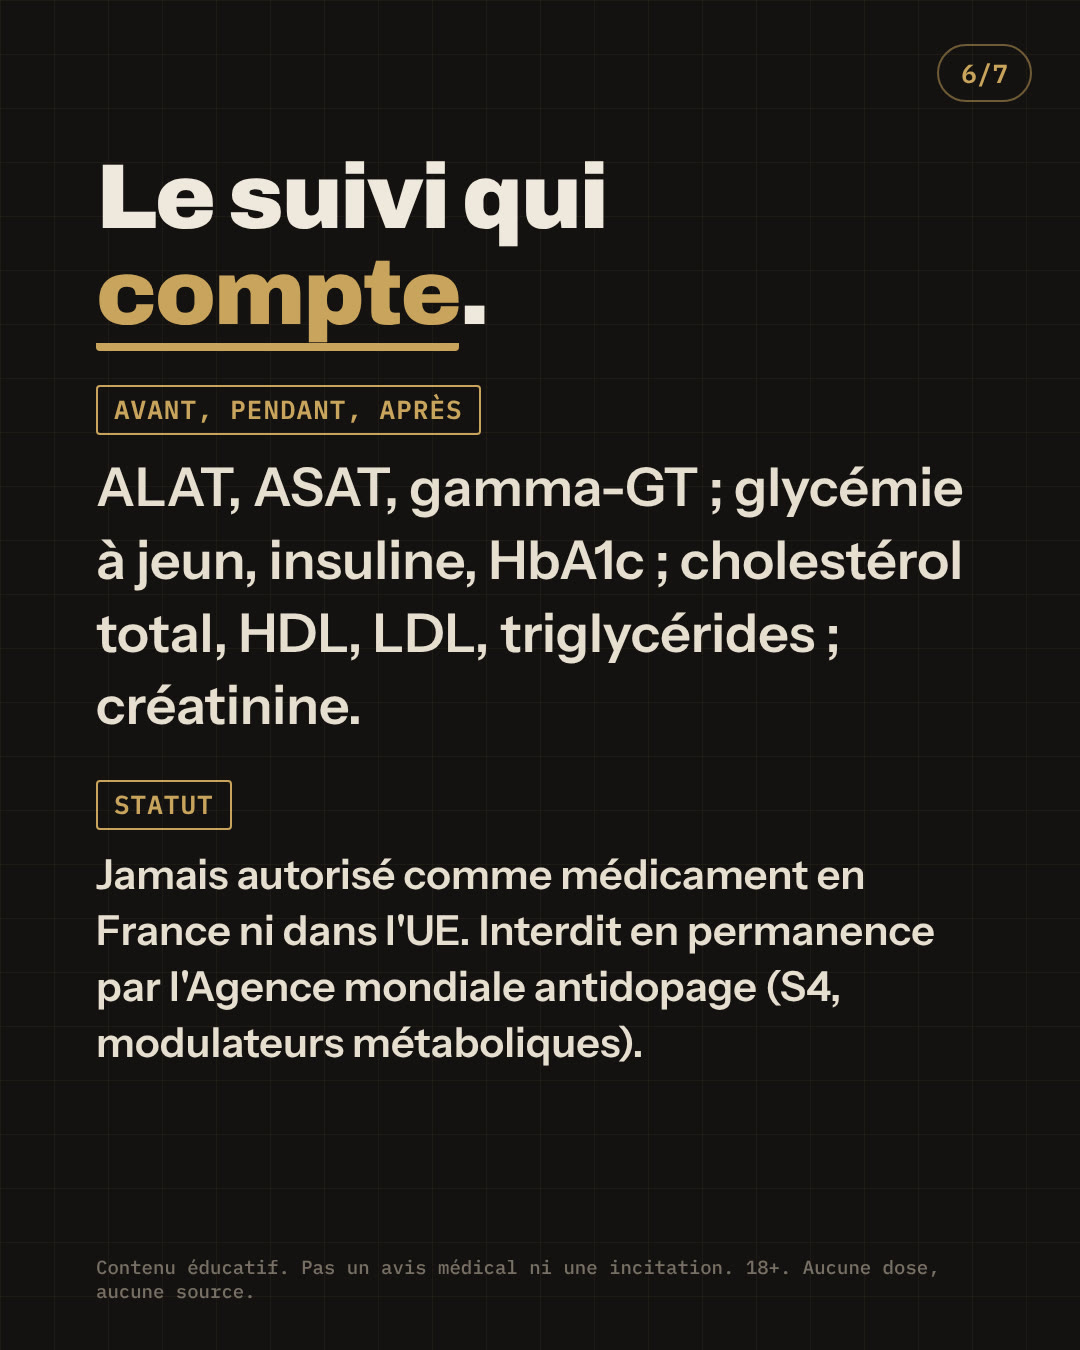 6/7
Le suivi qui
compte.
AVANT, PENDANT, APRÈS
ALAT, ASAT, gamma-GT ; glycémie
à jeun, insuline, HbA1c ; cholestérol
total, HDL, LDL, triglycérides ;
créatinine.
STATUT
Jamais autorisé comme médicament en
France ni dans l'UE. Interdit en permanence
par l'Agence mondiale antidopage (S4,
modulateurs métaboliques).
Contenu éducatif. Pas un avis médical ni une incitation. 18+. Aucune dose,
aucune source.